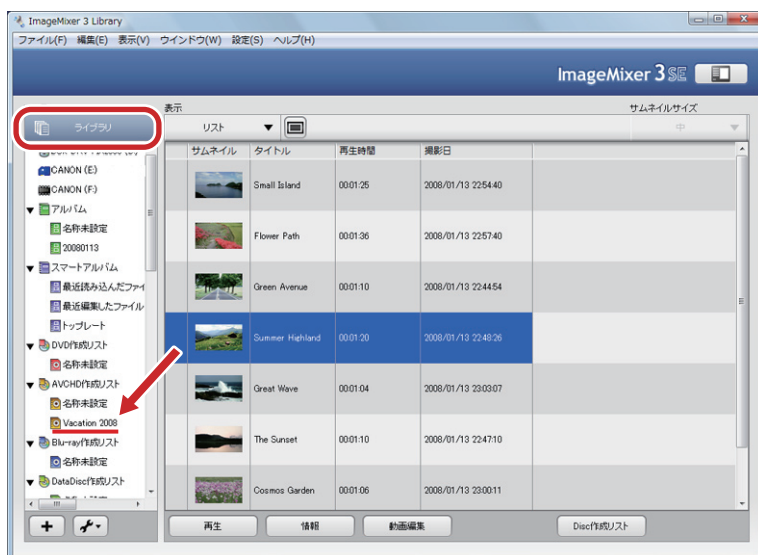 ImageMixer 3 Library
ファイル(F) 編集(E) 表示(V) ウインドウ(W) 設定(S) ヘルプ(H)
ImageMixer 3 SE
表示
サムネイルサイズ
ライブラリ
リスト
中
サムネイル タイトル 再生時間 撮影日
CANON (E:)
CANON (F:)
アルバム
名称未設定
20080113
スマートアルバム
最近読み込んだファイ
最近編集したファイル
トップレート
DVD作成リスト
名称未設定
AVCHD作成リスト
名称未設定
Vacation 2008
Blu-ray作成リスト
名称未設定
DataDisc作成リスト
Small Island 00:01:25 2008/01/13 22:54:40
Flower Path 00:01:36 2008/01/13 22:57:40
Green Avenue 00:01:10 2008/01/13 22:44:54
Summer Highland 00:01:20 2008/01/13 22:48:26
Great Wave 00:01:04 2008/01/13 23:03:07
The Sunset 00:01:10 2008/01/13 22:47:10
Cosmos Garden 00:01:06 2008/01/13 23:00:11
再生
情報
動画編集
Disc作成リスト